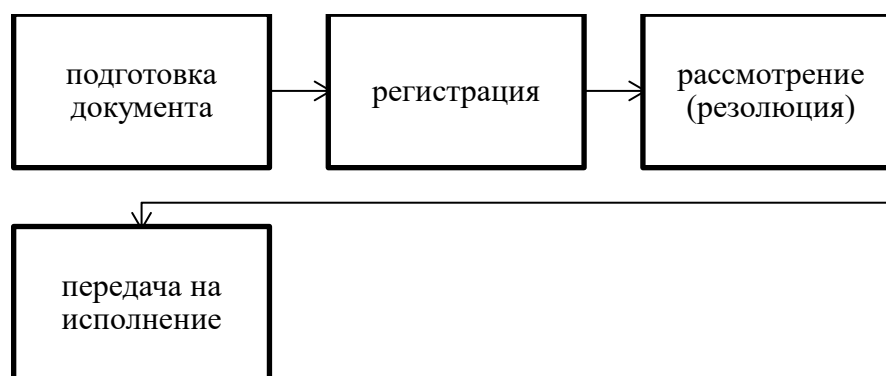 подготовка
документа
регистрация
рассмотрение
(резолюция)
передача на
исполнение